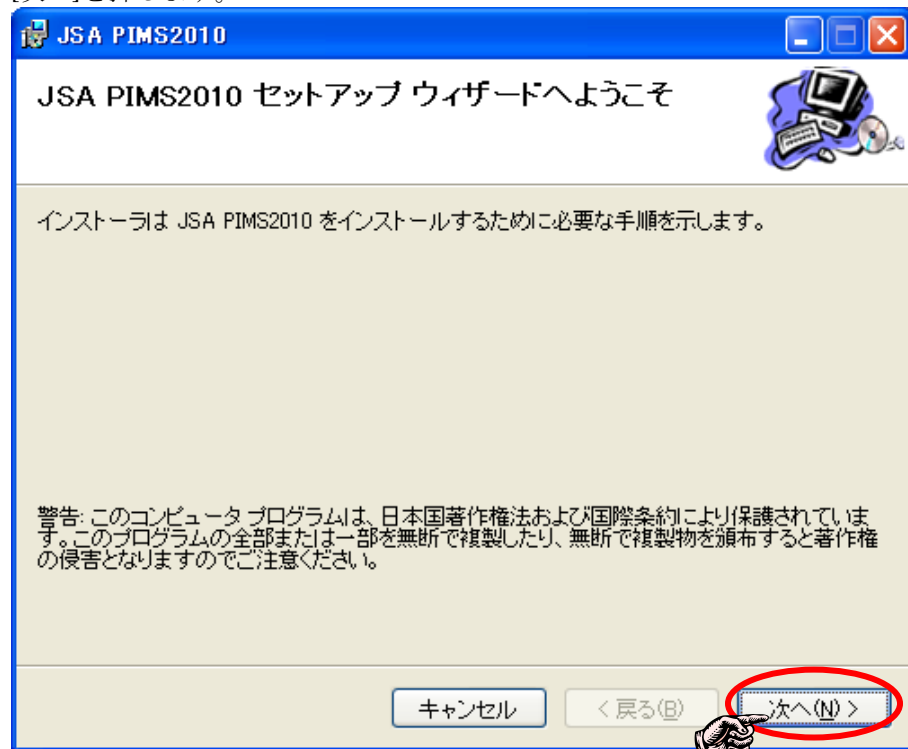 JSA PIMS2010
JSA PIMS2010 セットアップ ウィザードへようこそ
インストーラは JSA PIMS2010 をインストールするために必要な手順を示します。
警告: このコンピュータ プログラムは、日本国著作権法および国際条約により保護されていま
す。このプログラムの全部または一部を無断で複製したり、無断で複製物を頒布すると著作権
の侵害となりますのでご注意ください。
キャンセル
< 戻る(B)
次へ(N) >